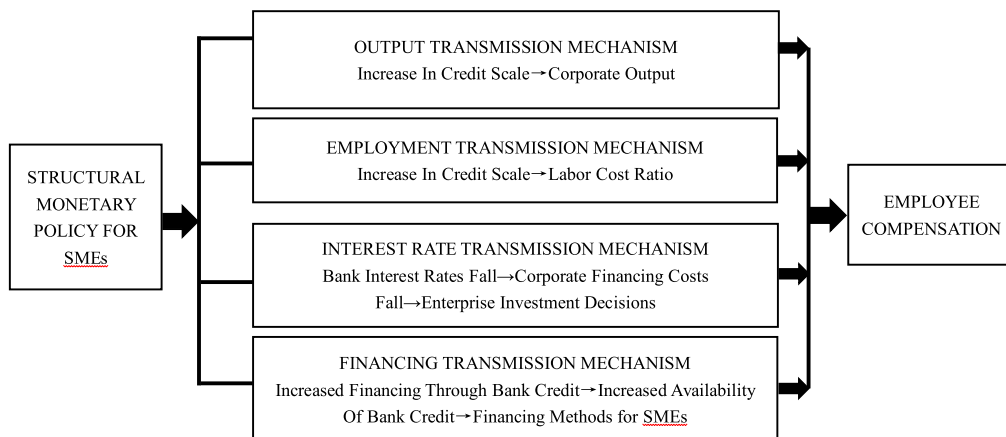 STRUCTURAL
MONETARY
POLICY FOR
SMEs
OUTPUT TRANSMISSION MECHANISM
Increase In Credit Scale→Corporate Output
EMPLOYMENT TRANSMISSION MECHANISM
Increase In Credit Scale→Labor Cost Ratio
INTEREST RATE TRANSMISSION MECHANISM
Bank Interest Rates Fall→Corporate Financing Costs
Fall→Enterprise Investment Decisions
FINANCING TRANSMISSION MECHANISM
Increased Financing Through Bank Credit→Increased Availability
Of Bank Credit→Financing Methods for SMEs
EMPLOYEE
COMPENSATION